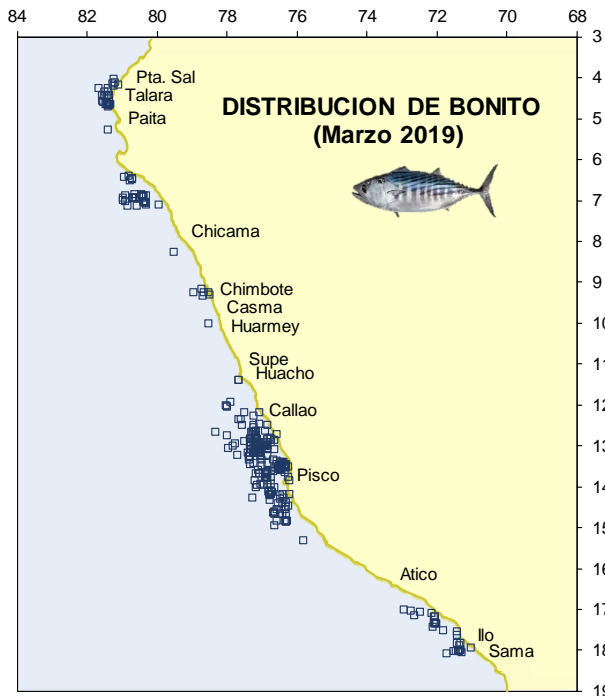 84 82 80 78 76 74 72 70 68
3
Pta. Sal
4
Talara
DISTRIBUCION DE BONITO
Paita
5
(Marzo 2019)
6
7
Chicama
8
Chimbote
9
Casma
Huarmey
10
Supe
11
Huacho
Callao
12
13
Pisco
14
15
16
Atico
17
Ilo
Sama
18
19